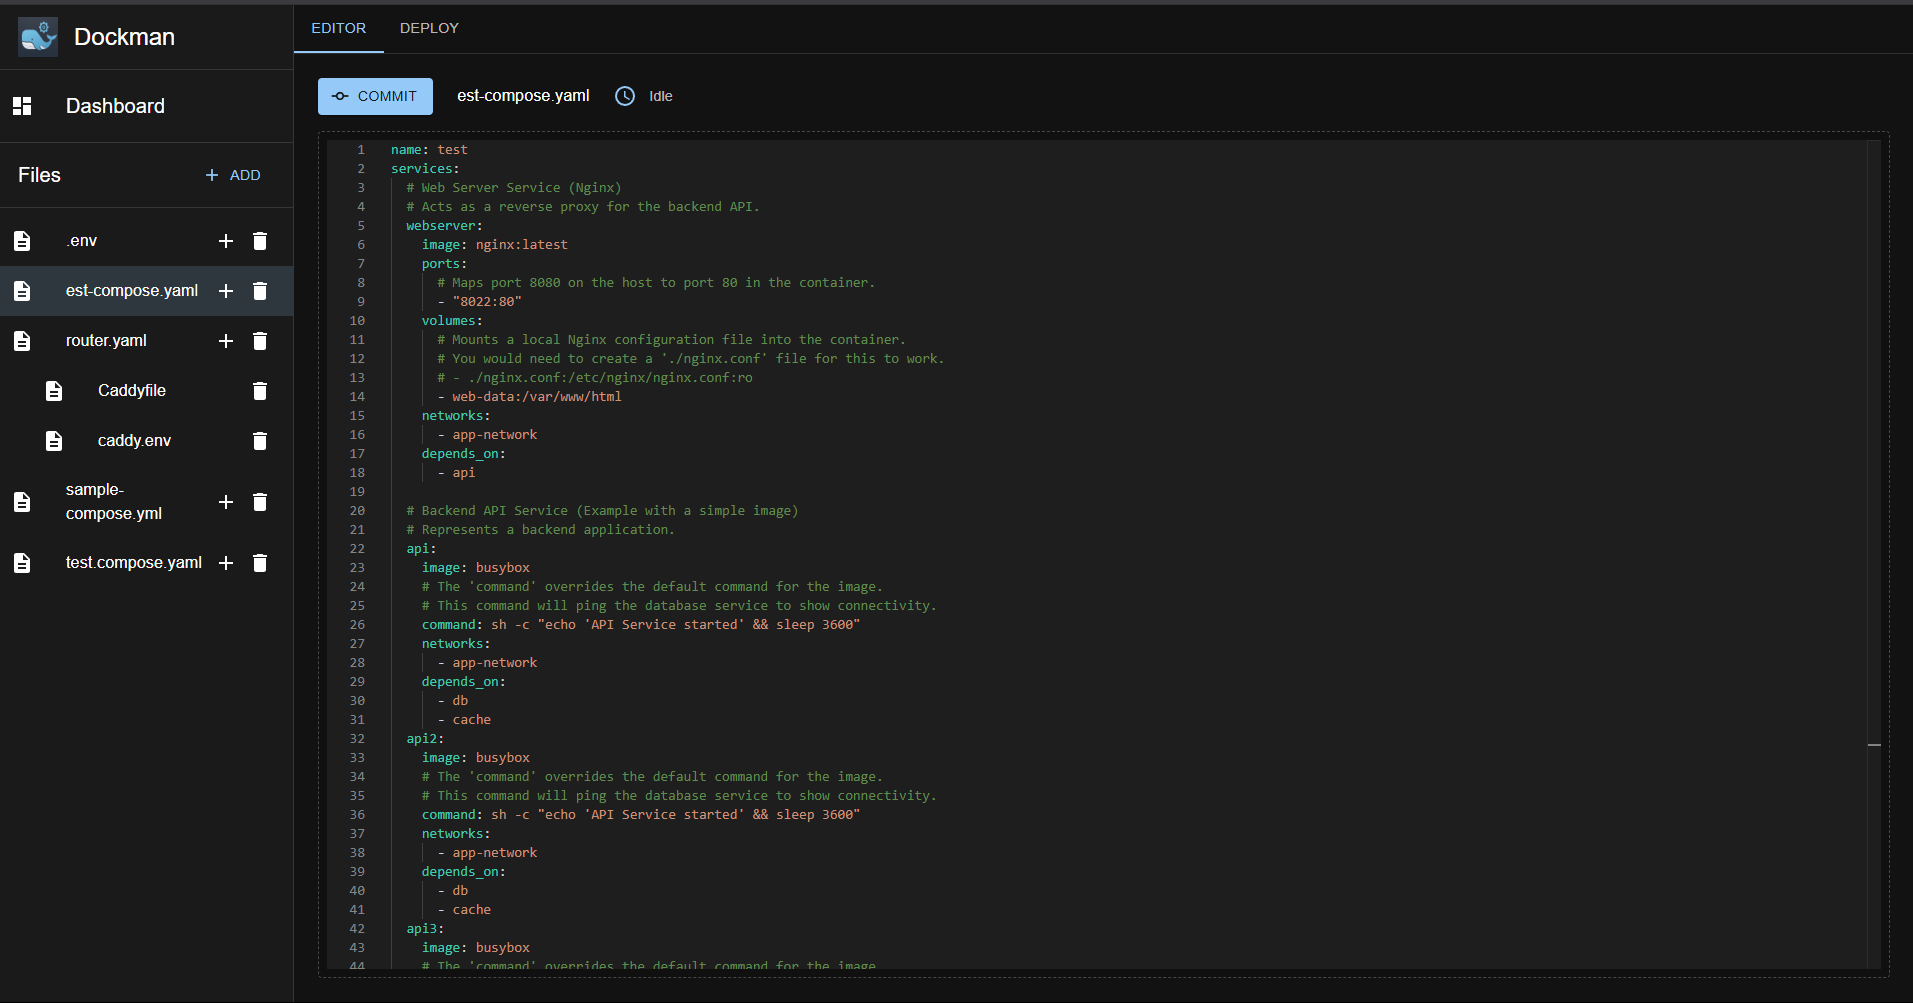 Dockman
Dashboard
Files
ADD
.env
est-compose.yaml
router.yaml
Caddyfile
caddy.env
sample-
compose.yml
test.compose.yaml
EDITOR DEPLOY
COMMIT est-compose.yaml Idle
1 name: test
2 services:
3 # Web Server Service (Nginx)
4 # Acts as a reverse proxy for the backend API.
5 webserver:
6 image: nginx:latest
7 ports:
8 # Maps port 8080 on the host to port 80 in the container.
9 - "8022:80"
10 volumes:
11 # Mounts a local Nginx configuration file into the container.
12 # You would need to create a './nginx.conf' file for this to work.
13 # - ./nginx.conf:/etc/nginx/nginx.conf:ro
14 - web-data:/var/www/html
15 networks:
16 - app-network
17 depends_on:
18 - api
19
20 # Backend API Service (Example with a simple image)
21 # Represents a backend application.
22 api:
23 image: busybox
24 # The 'command' overrides the default command for the image.
25 # This command will ping the database service to show connectivity.
26 command: sh -c "echo 'API Service started' && sleep 3600"
27 networks:
28 - app-network
29 depends_on:
30 - db
31 - cache
32 api2:
33 image: busybox
34 # The 'command' overrides the default command for the image.
35 # This command will ping the database service to show connectivity.
36 command: sh -c "echo 'API Service started' && sleep 3600"
37 networks:
38 - app-network
39 depends_on:
40 - db
41 - cache
42 api3:
43 image: busybox
44 # The 'command' overrides the default command for the image